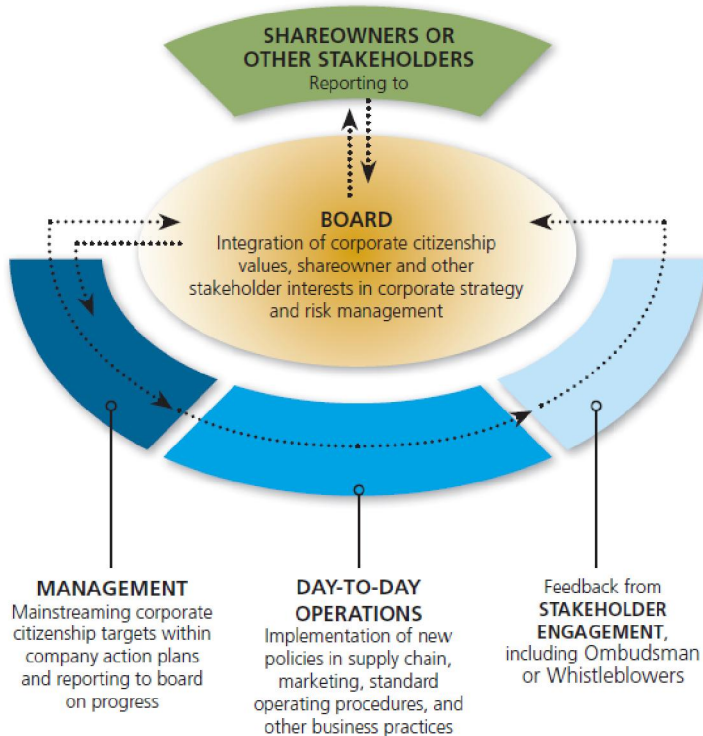 SHAREOWNERS OR
OTHER STAKEHOLDERS
Reporting to
BOARD
Integration of corporate citizenship
values, shareowner and other
stakeholder interests in corporate strategy
and risk management
MANAGEMENT
Mainstreaming corporate
citizenship targets within
company action plans
and reporting to board
on progress
DAY-TO-DAY
OPERATIONS
Implementation of new
policies in supply chain,
marketing, standard
operating procedures, and
other business practices
Feedback from
STAKEHOLDER
ENGAGEMENT,
including Ombudsman
or Whistleblowers